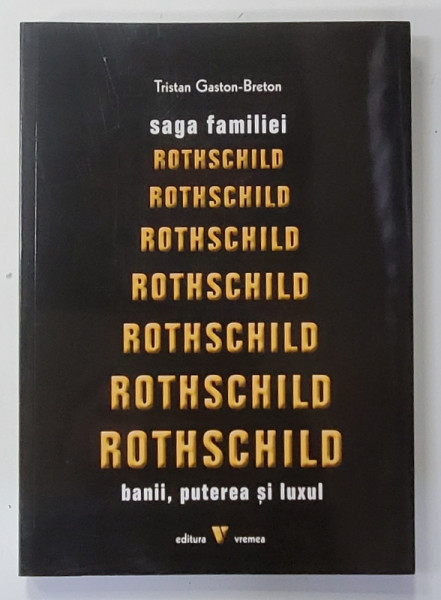 Tristan Gaston-Breton
saga familiei
ROTHSCHILD
ROTHSCHILD
ROTHSCHILD
ROTHSCHILD
ROTHSCHILD
ROTHSCHILD
ROTHSCHILD
banii, puterea și luxul
editura V vremea